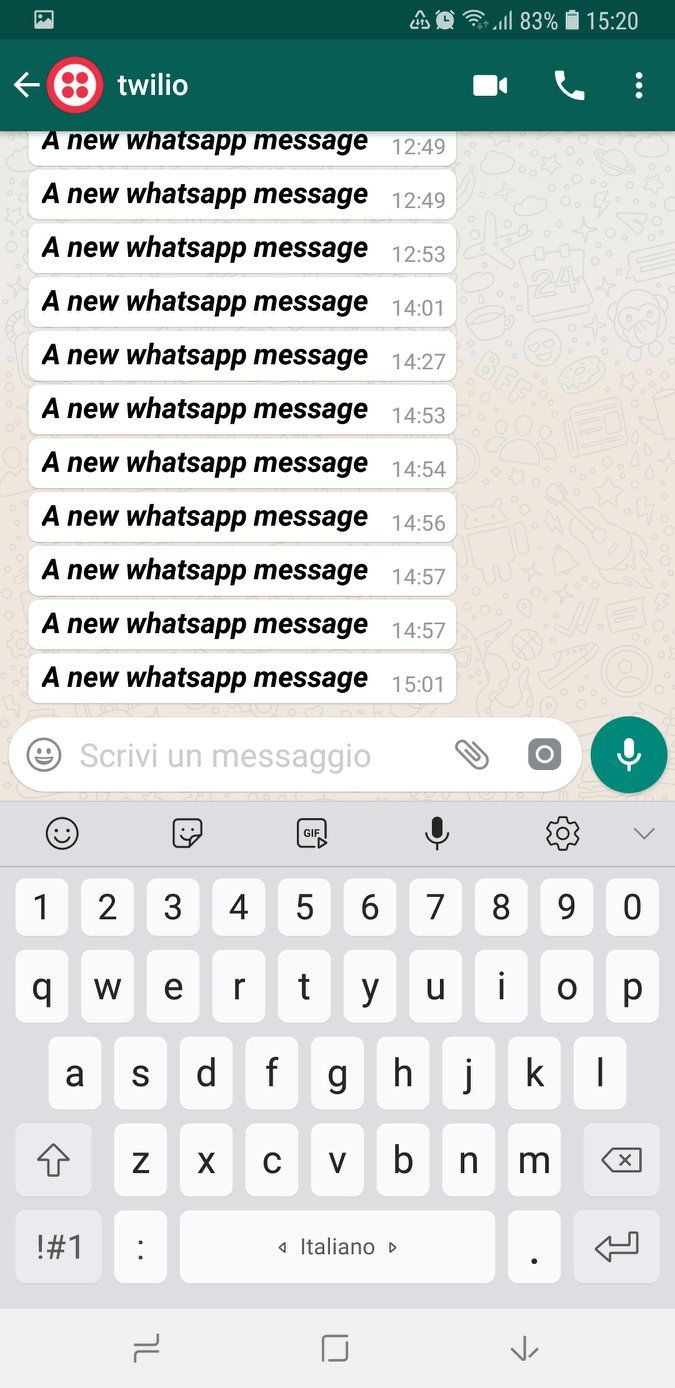 83% 15:20
twilio
A new whatsapp message 12:49
A new whatsapp message 12:49
A new whatsapp message 12:53
A new whatsapp message 14:01
A new whatsapp message 14:27
A new whatsapp message 14:53
A new whatsapp message 14:54
A new whatsapp message 14:56
A new whatsapp message 14:57
A new whatsapp message 14:57
A new whatsapp message 15:01
Scrivi un messaggio
GIF
1 2 3 4 5 6 7 8 9 0
q w e r t y u i o p
a s d f g h j k l
z x c v b n m
!#1 : Italiano .